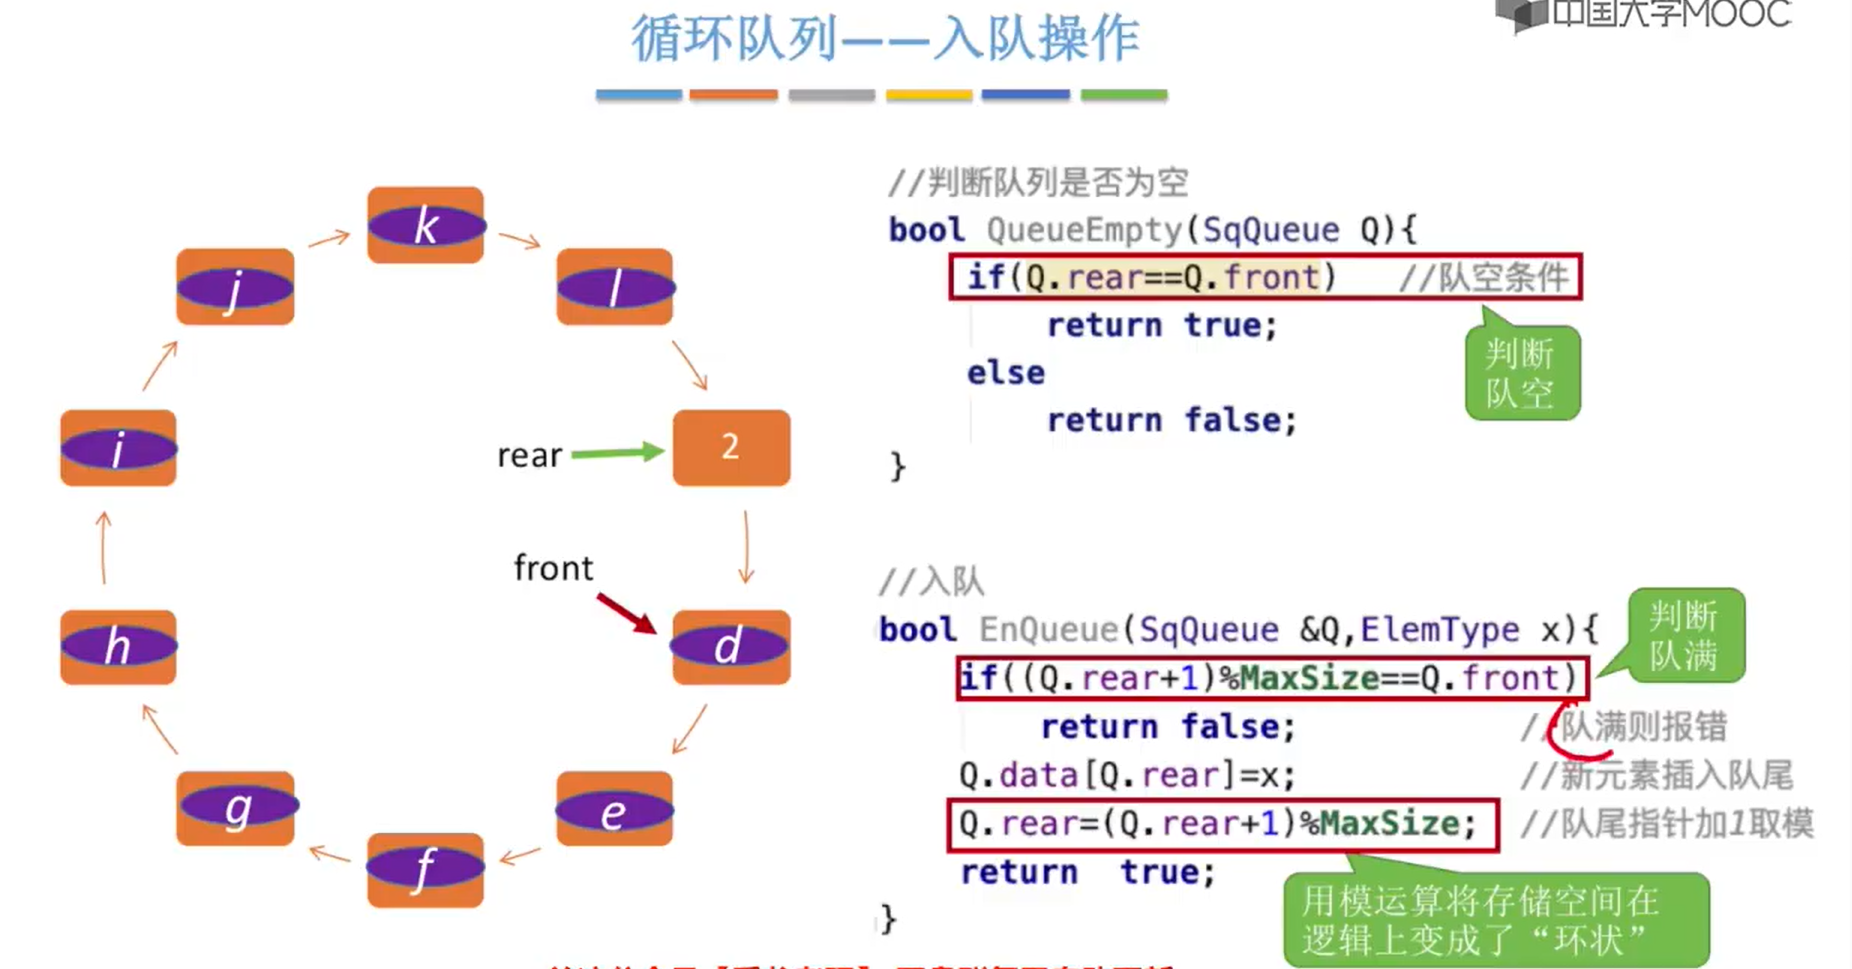 中国大学MOOC
循环队列——入队操作
k
j
l
i
2
rear
front
h
d
g
e
f
//判断队列是否为空
bool QueueEmpty(SqQueue Q){
if(Q.rear==Q.front) //队空条件
return true;
else
return false;
}
判断
队空
//入队
bool EnQueue(SqQueue &Q,ElemType x){
if((Q.rear+1)%MaxSize==Q.front)
return false; //队满则报错
Q.data[Q.rear]=x; //新元素插入队尾
Q.rear=(Q.rear+1)%MaxSize; //队尾指针加1取模
return true;
}
判断
队满
用模运算将存储空间在
逻辑上变成了“环状”